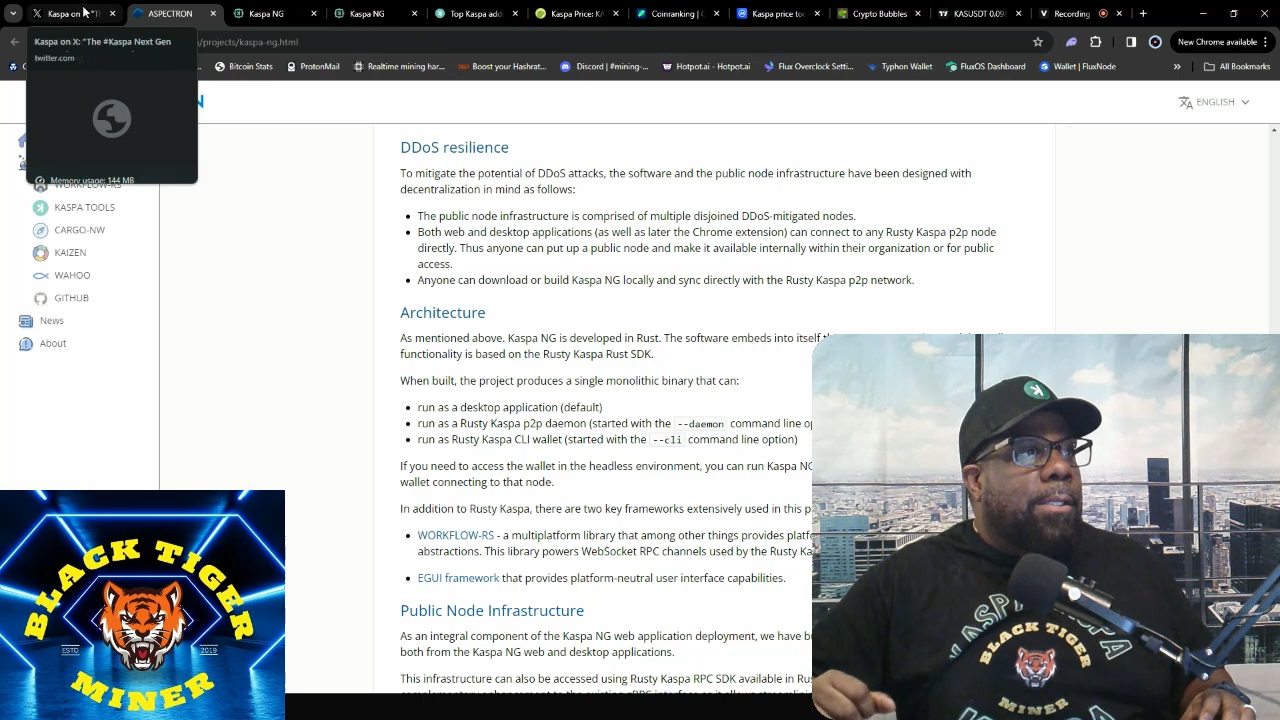 Kaspa on "T
ASPECTRON
Kaspa NG
Kaspa NG
Top Kaspa add
Kaspa Price: K
Coinranking |
Kaspa price to
Crypto Bubbles
KASUSDT 0.09
Recording
/projects/kaspa-ng.html
New Chrome available
Kaspa on X: "The #Kaspa Next Gen
twitter.com
Memory usage: 144 MB
Bitcoin Stats
ProtonMail
Realtime mining har...
Boost your Hashrat...
Discord | #mining-...
Hotpot.ai - Hotpot.ai
Flux Overclock Setti...
Typhon Wallet
FluxOS Dashboard
Wallet | FluxNode
All Bookmarks
N
ENGLISH
WORKFLOW-RS
KASPA TOOLS
CARGO-NW
KAIZEN
WAHOO
GITHUB
News
About
DDoS resilience
To mitigate the potential of DDoS attacks, the software and the public node infrastructure have been designed with
decentralization in mind as follows:
• The public node infrastructure is comprised of multiple disjoined DDoS-mitigated nodes.
• Both web and desktop applications (as well as later the Chrome extension) can connect to any Rusty Kaspa p2p node
directly. Thus anyone can put up a public node and make it available internally within their organization or for public
access.
• Anyone can download or build Kaspa NG locally and sync directly with the Rusty Kaspa p2p network.
Architecture
As mentioned above. Kaspa NG is developed in Rust. The software embeds into itself
functionality is based on the Rusty Kaspa Rust SDK.
When built, the project produces a single monolithic binary that can:
• run as a desktop application (default)
• run as a Rusty Kaspa p2p daemon (started with the --daemon command line op
• run as Rusty Kaspa CLI wallet (started with the --cli command line option)
If you need to access the wallet in the headless environment, you can run Kaspa NG
wallet connecting to that node.
In addition to Rusty Kaspa, there are two key frameworks extensively used in this p
• WORKFLOW-RS - a multiplatform library that among other things provides platf
abstractions. This library powers WebSocket RPC channels used by the Rusty Ka
• EGUI framework that provides platform-neutral user interface capabilities.
Public Node Infrastructure
As an integral component of the Kaspa NG web application deployment, we have b
both from the Kaspa NG web and desktop applications.
This infrastructure can also be accessed using Rusty Kaspa RPC SDK available in Rus
BLACK TIGER
ESTD
2019
MINER
BLACK TIGER
MINER